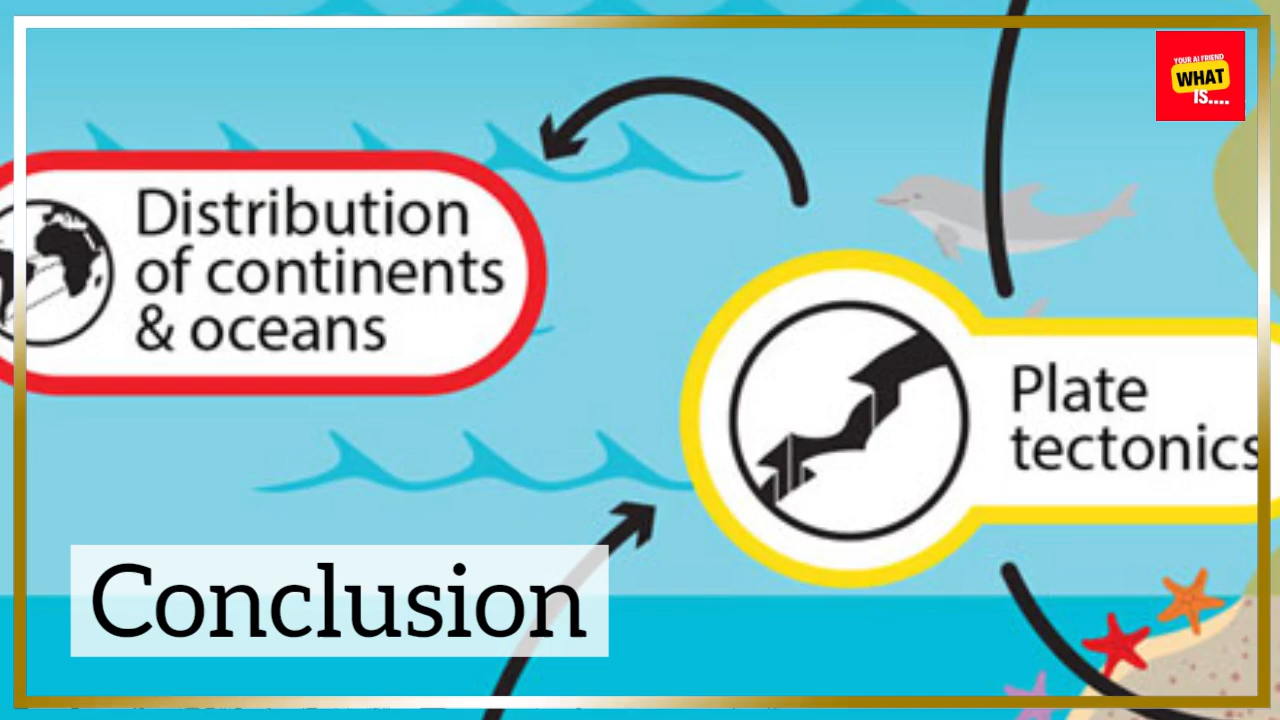 YOUR AI FRIEND
WHAT
IS....
Distribution
of continents
& oceans
Plate
tectonics
Conclusion